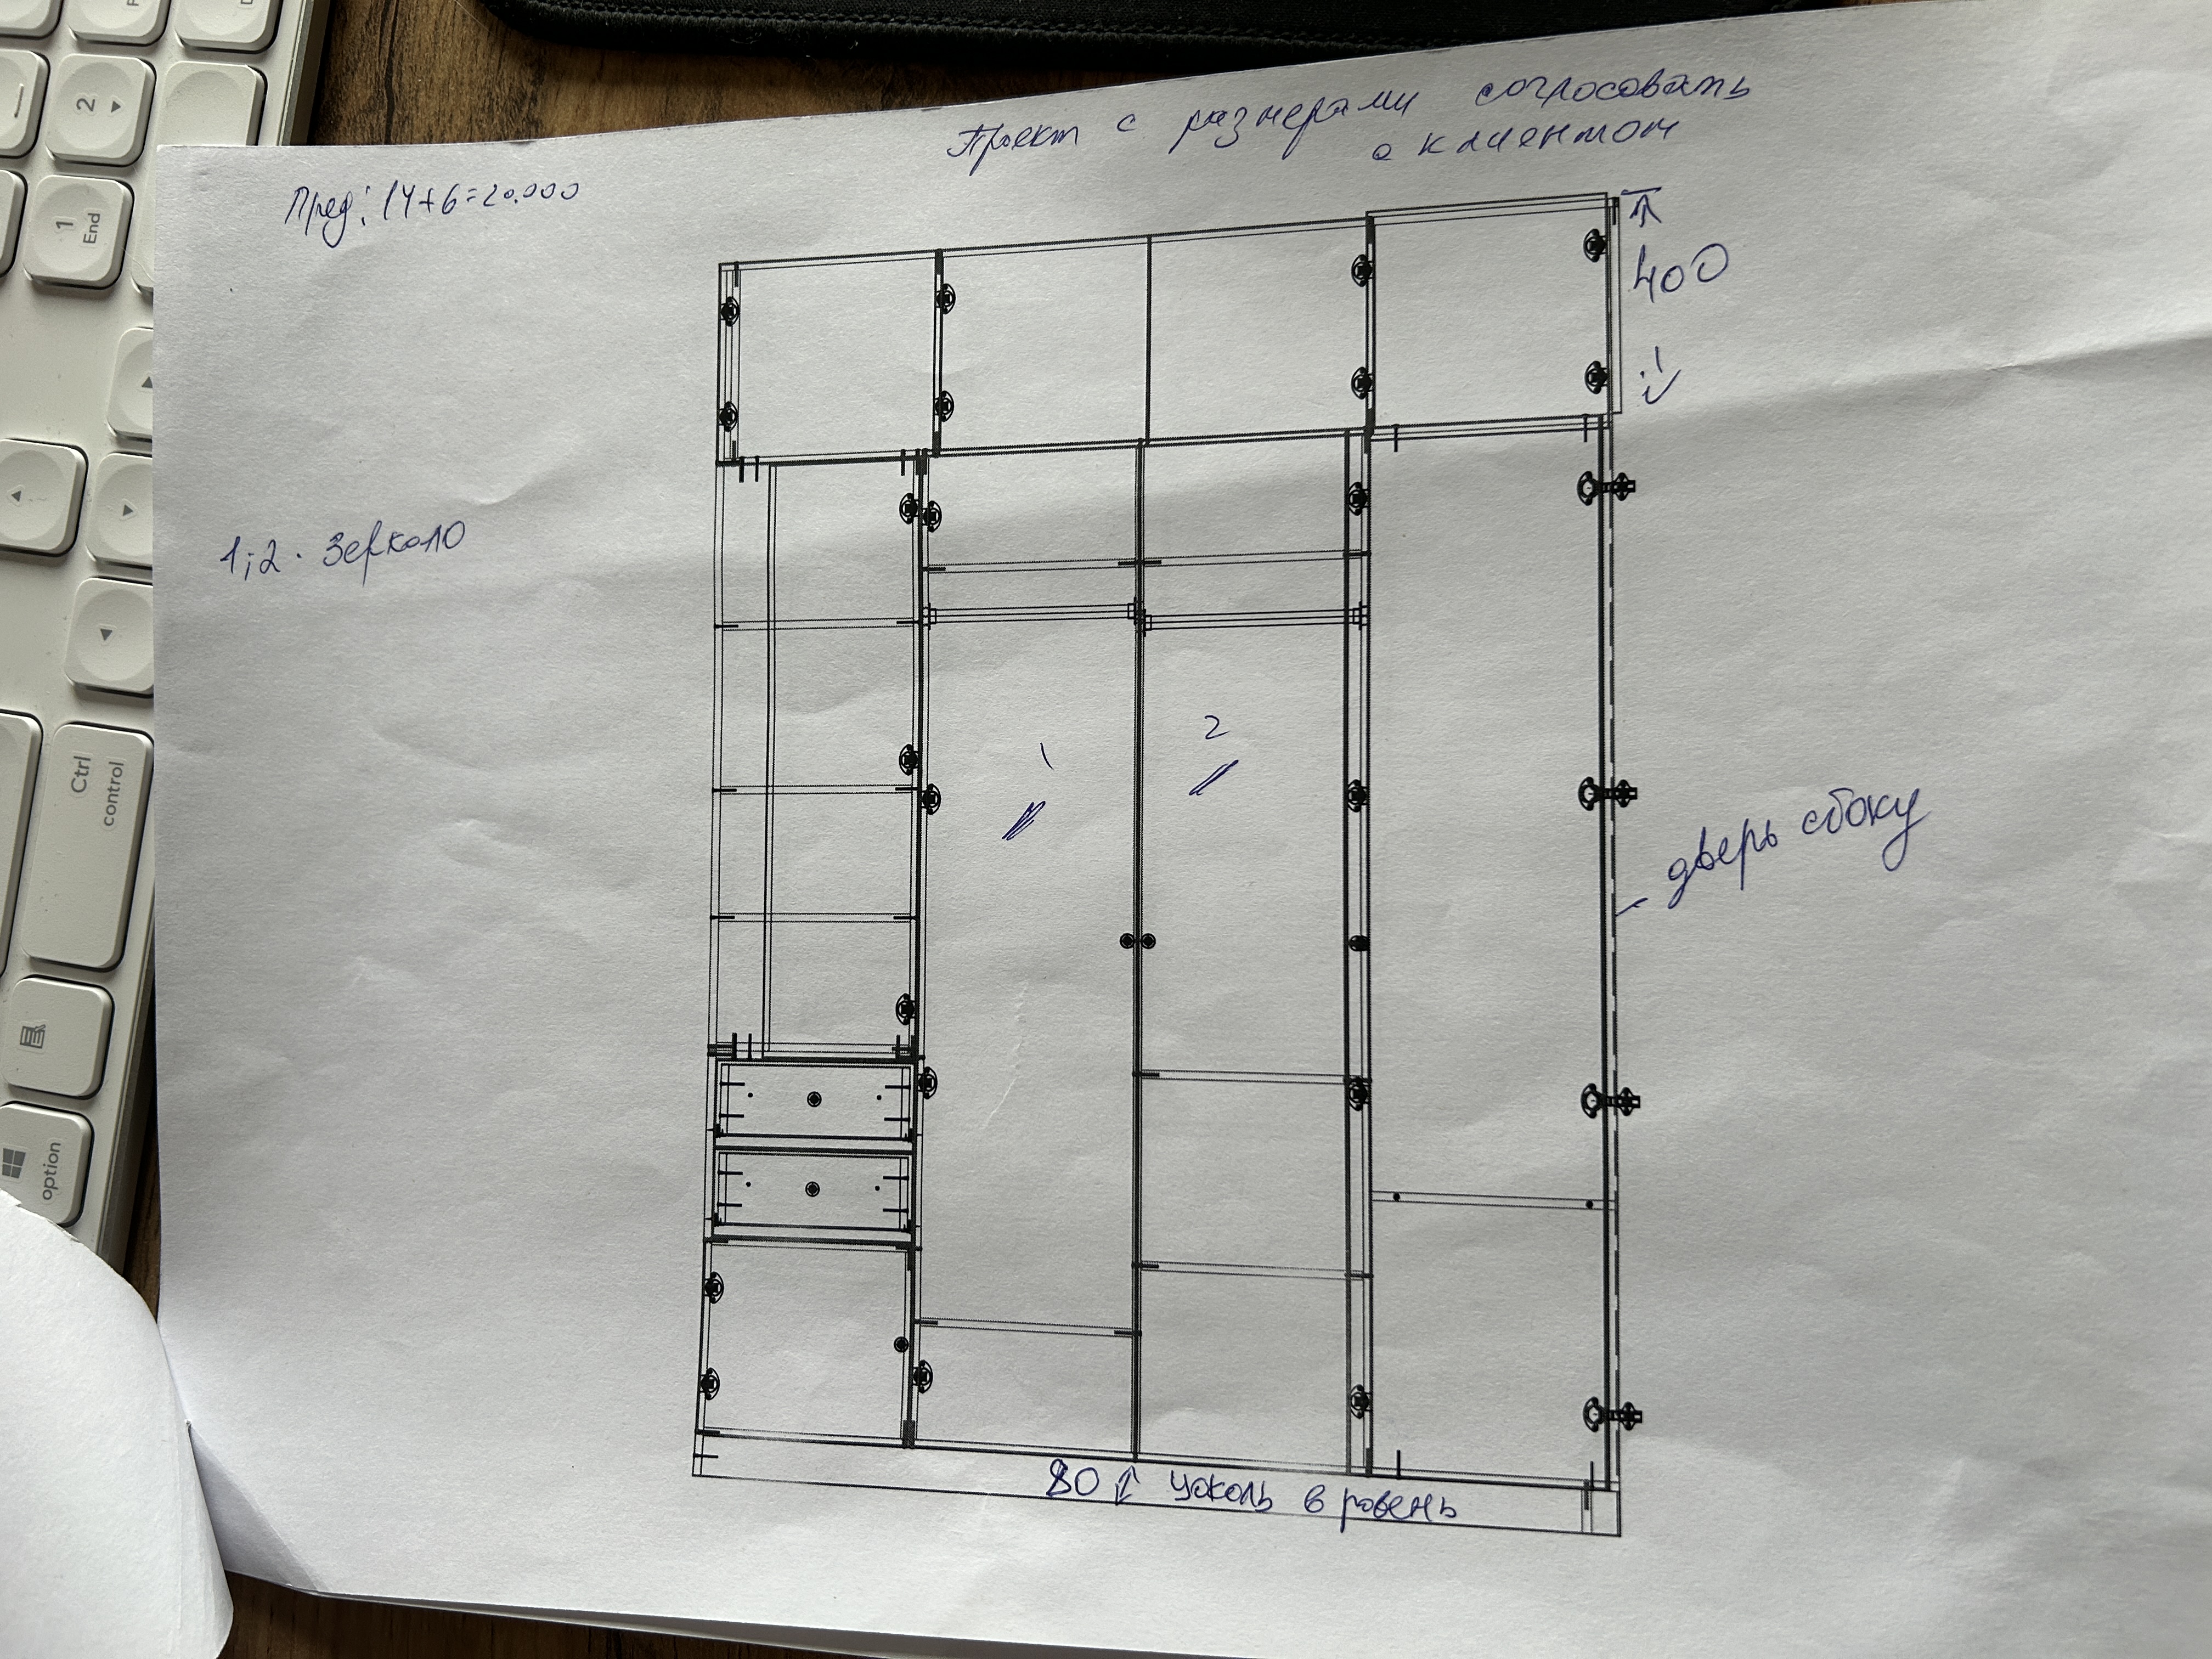 option
Ctrl
control
1
End
2
Пред: 14+6=20.000
Проект с размерами согласовать
с клиентом
1;2 - зеркало
400
1
2
дверь сбоку
80 цоколь в ровень